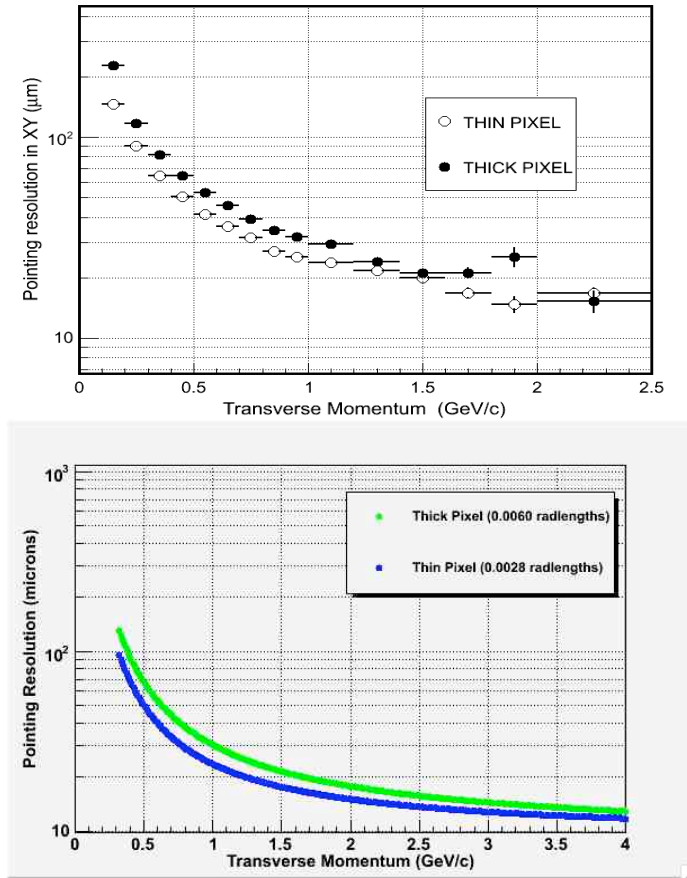 Pointing resolution in XY (μm)
10²
10
THIN PIXEL
THICK PIXEL
0 0.5 1 1.5 2 2.5
Transverse Momentum (GeV/c)
Pointing Resolution (microns)
10³
10²
10
Thick Pixel (0.0060 radlengths)
Thin Pixel (0.0028 radlengths)
0 0.5 1 1.5 2 2.5 3 3.5 4
Transverse Momentum (GeV/c)